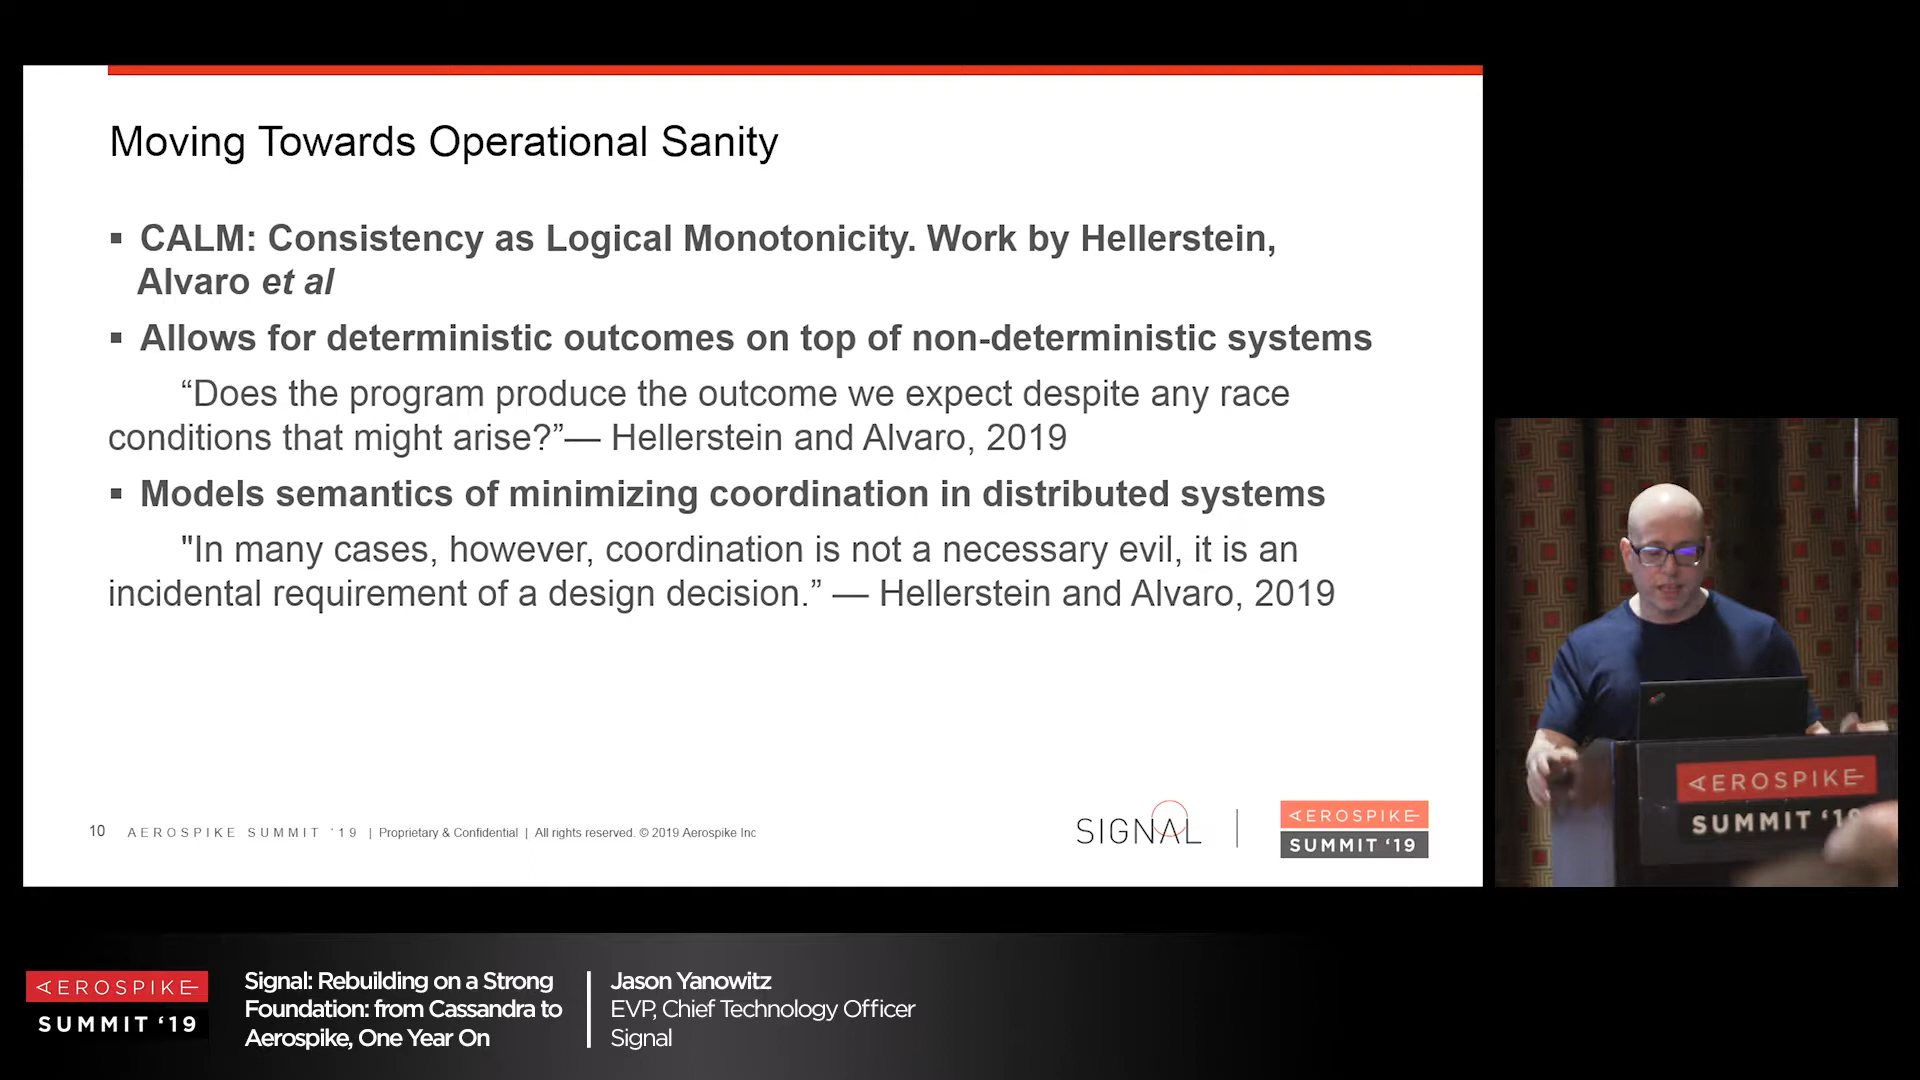 Moving Towards Operational Sanity
▪ CALM: Consistency as Logical Monotonicity. Work by Hellerstein,
Alvaro et al
▪ Allows for deterministic outcomes on top of non-deterministic systems
“Does the program produce the outcome we expect despite any race
conditions that might arise?”— Hellerstein and Alvaro, 2019
▪ Models semantics of minimizing coordination in distributed systems
"In many cases, however, coordination is not a necessary evil, it is an
incidental requirement of a design decision.” — Hellerstein and Alvaro, 2019
10 AEROSPIKE SUMMIT ‘19 | Proprietary & Confidential | All rights reserved. © 2019 Aerospike Inc
SIGNAL
AEROSPIKE
SUMMIT ‘19
AEROSPIKE
SUMMIT ‘19
AEROSPIKE
SUMMIT ‘19
Signal: Rebuilding on a Strong
Foundation: from Cassandra to
Aerospike, One Year On
Jason Yanowitz
EVP, Chief Technology Officer
Signal